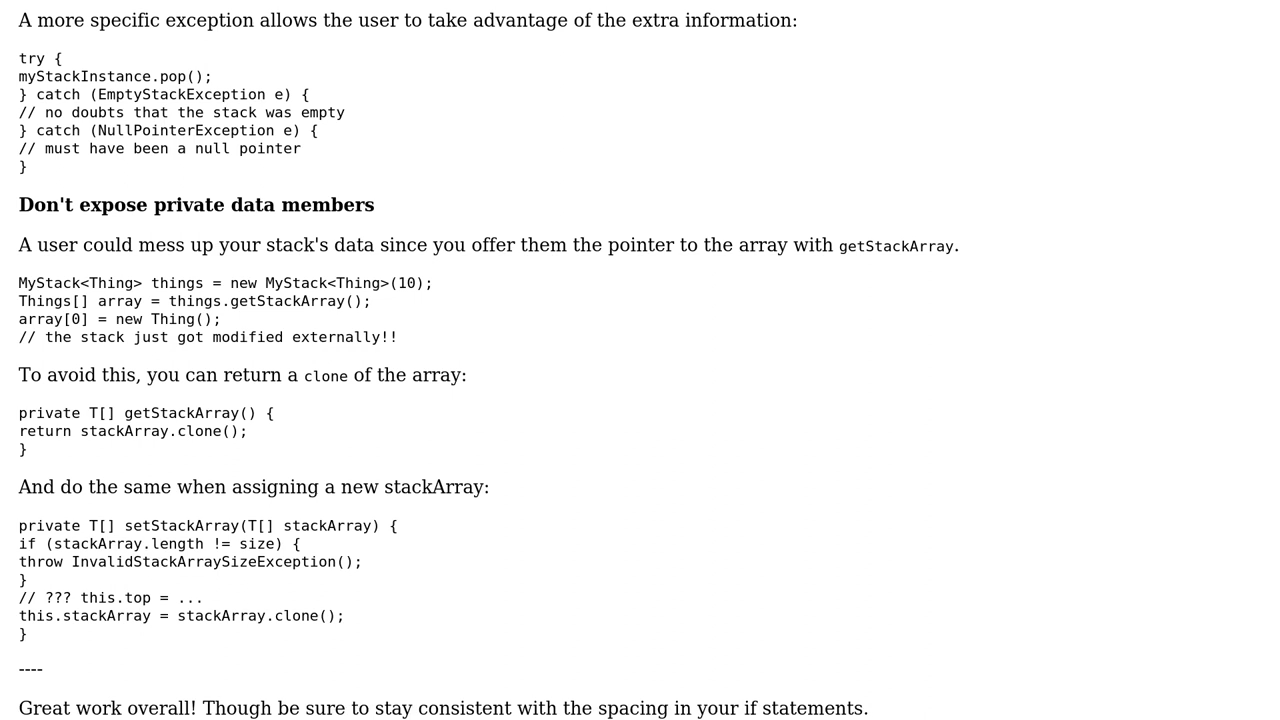 A more specific exception allows the user to take advantage of the extra information:
try {
myStackInstance.pop();
} catch (EmptyStackException e) {
// no doubts that the stack was empty
} catch (NullPointerException e) {
// must have been a null pointer
}
Don't expose private data members
A user could mess up your stack's data since you offer them the pointer to the array with getStackArray.
MyStack<Thing> things = new MyStack<Thing>(10);
Things[] array = things.getStackArray();
array[0] = new Thing();
// the stack just got modified externally!!
To avoid this, you can return a clone of the array:
private T[] getStackArray() {
return stackArray.clone();
}
And do the same when assigning a new stackArray:
private T[] setStackArray(T[] stackArray) {
if (stackArray.length != size) {
throw InvalidStackArraySizeException();
}
// ??? this.top = ...
this.stackArray = stackArray.clone();
}
----
Great work overall! Though be sure to stay consistent with the spacing in your if statements.